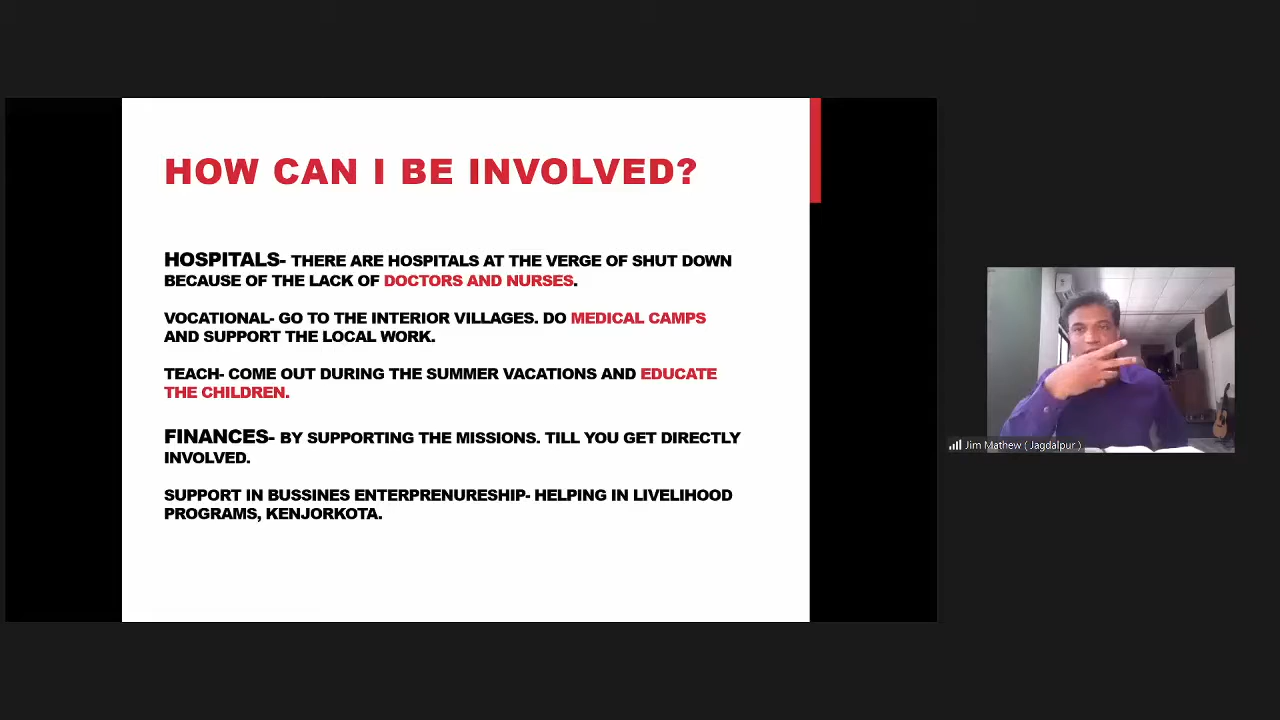 HOW CAN I BE INVOLVED?
HOSPITALS- THERE ARE HOSPITALS AT THE VERGE OF SHUT DOWN
BECAUSE OF THE LACK OF DOCTORS AND NURSES.
VOCATIONAL- GO TO THE INTERIOR VILLAGES. DO MEDICAL CAMPS
AND SUPPORT THE LOCAL WORK.
TEACH- COME OUT DURING THE SUMMER VACATIONS AND EDUCATE
THE CHILDREN.
FINANCES- BY SUPPORTING THE MISSIONS. TILL YOU GET DIRECTLY
INVOLVED.
SUPPORT IN BUSSINES ENTERPRENURESHIP- HELPING IN LIVELIHOOD
PROGRAMS, KENJORKOTA.
Jim Mathew ( Jagdalpur )